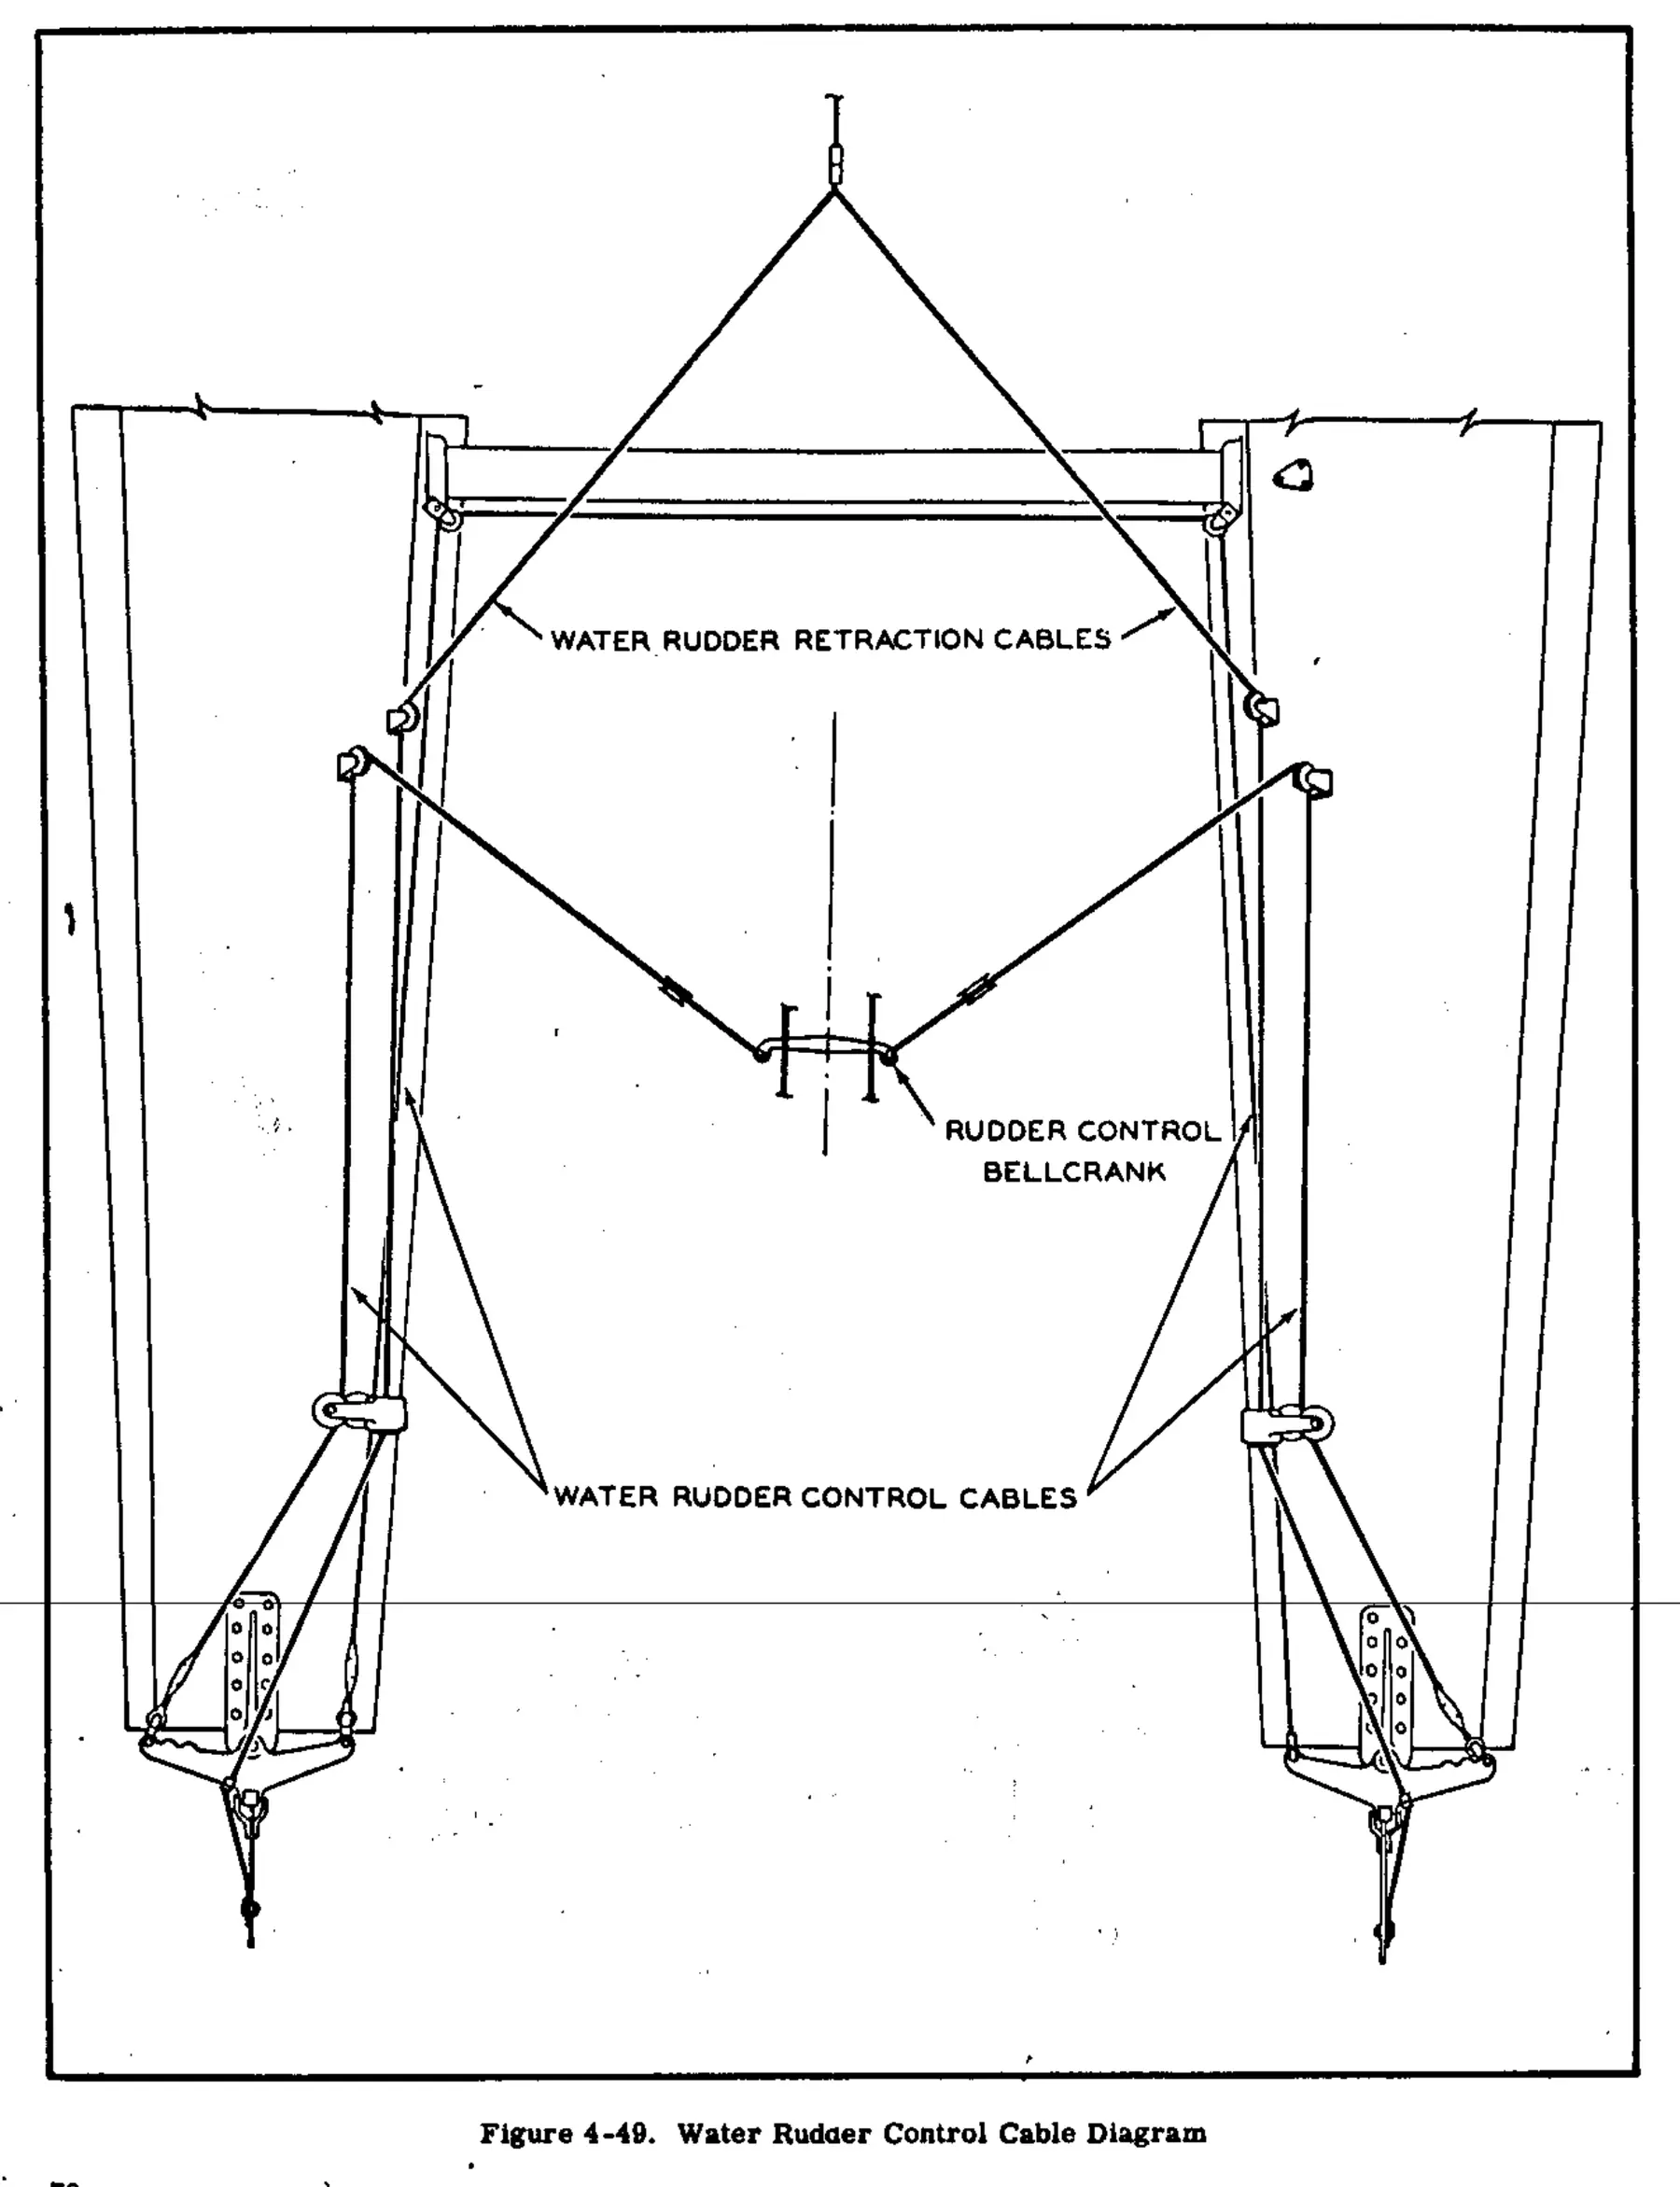 WATER RUDDER RETRACTION CABLES
RUDDER CONTROL
BELLCRANK
WATER RUDDER CONTROL CABLES
Figure 4-49. Water Rudder Control Cable Diagram